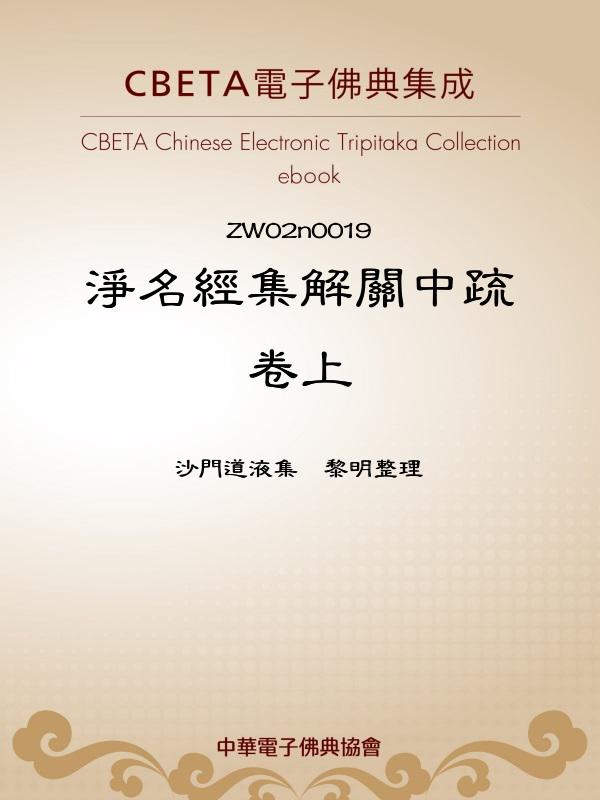 CBETA電子佛典集成
CBETA Chinese Electronic Tripitaka Collection
ebook
ZW02n0019
淨名經集解關中疏
卷上
沙門道液集　黎明整理
中華電子佛典協會